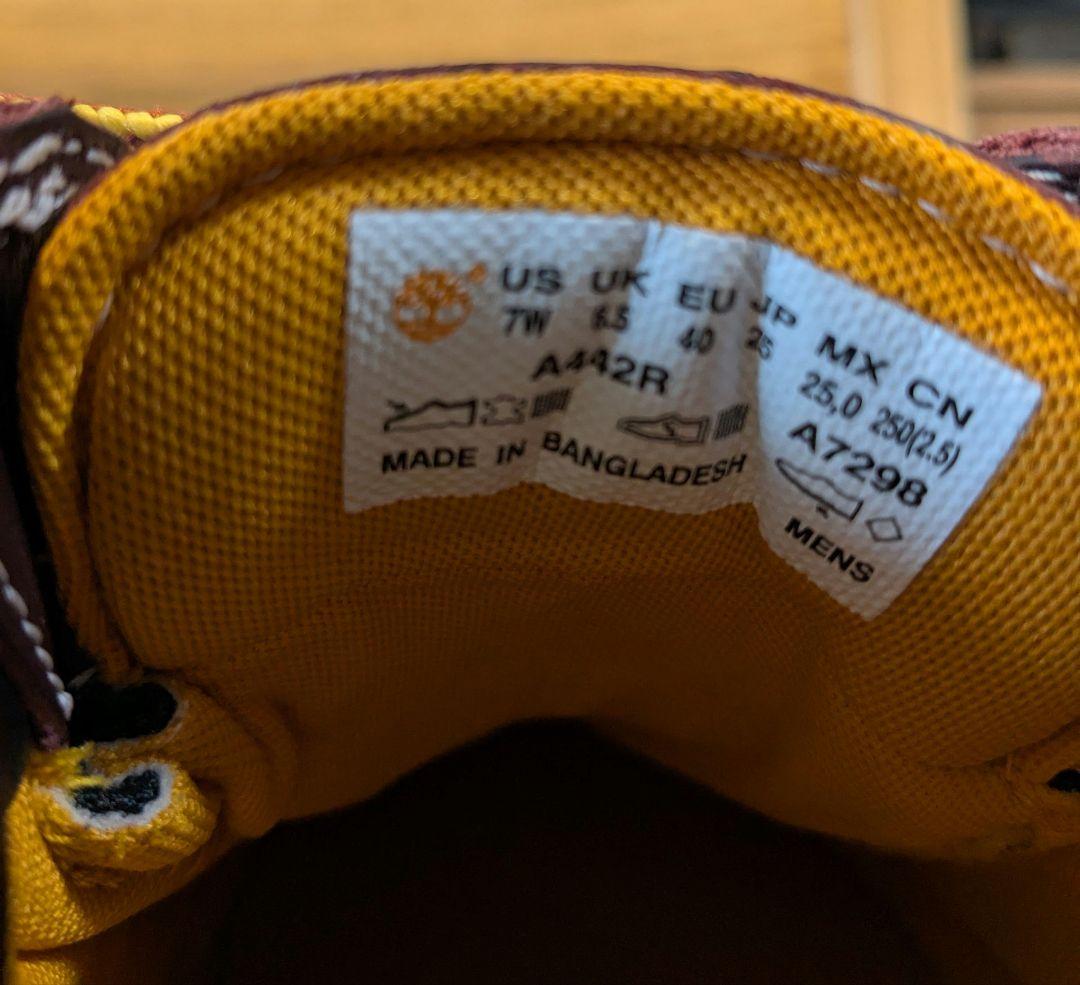 US UK EU JP MX CN
7W 6.5 40 25 25,0 250(2.5)
A442R A7298
MADE IN BANGLADESH
MENS